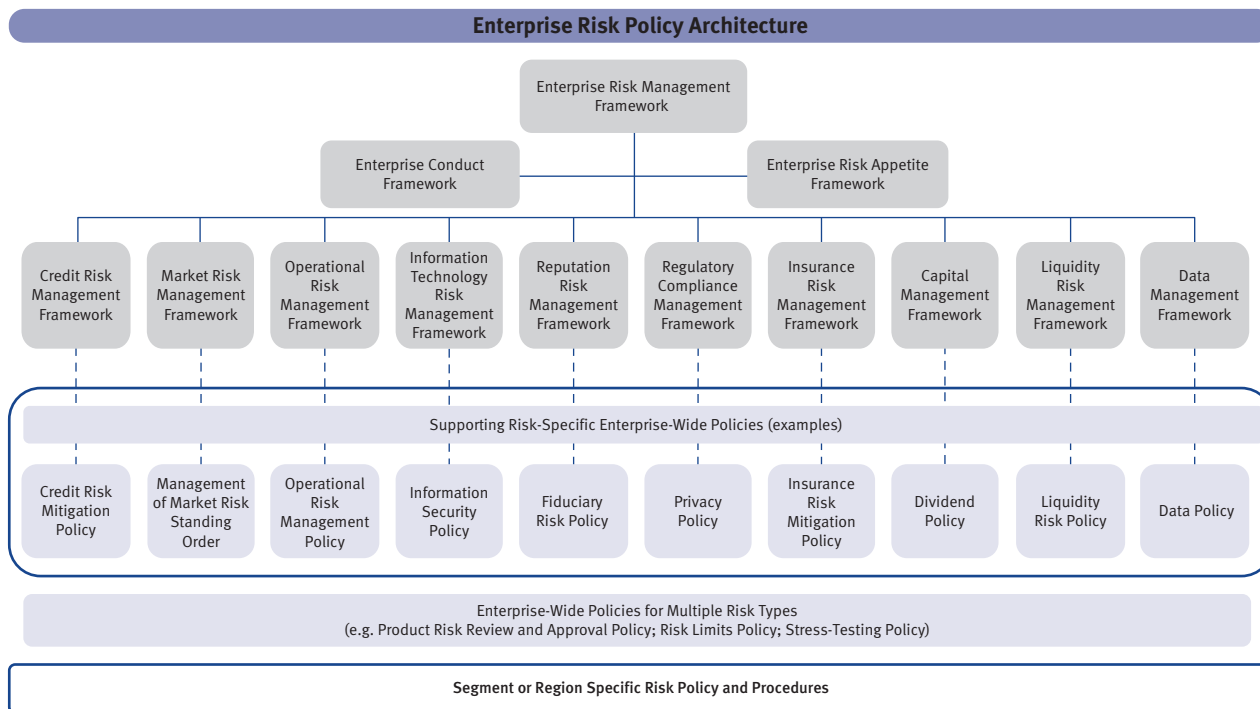 Enterprise Risk Policy Architecture
Enterprise Risk Management
Framework
Enterprise Conduct
Framework
Enterprise Risk Appetite
Framework
Credit Risk
Management
Framework
Market Risk
Management
Framework
Operational
Risk
Management
Framework
Information
Technology
Risk
Management
Framework
Reputation
Risk
Management
Framework
Regulatory
Compliance
Management
Framework
Insurance
Risk
Management
Framework
Capital
Management
Framework
Liquidity
Risk
Management
Framework
Data
Management
Framework
Supporting Risk-Specific Enterprise-Wide Policies (examples)
Credit Risk
Mitigation
Policy
Management
of Market Risk
Standing
Order
Operational
Risk
Management
Policy
Information
Security
Policy
Fiduciary
Risk Policy
Privacy
Policy
Insurance
Risk
Mitigation
Policy
Dividend
Policy
Liquidity
Risk Policy
Data Policy
Enterprise-Wide Policies for Multiple Risk Types
(e.g. Product Risk Review and Approval Policy; Risk Limits Policy; Stress-Testing Policy)
Segment or Region Specific Risk Policy and Procedures